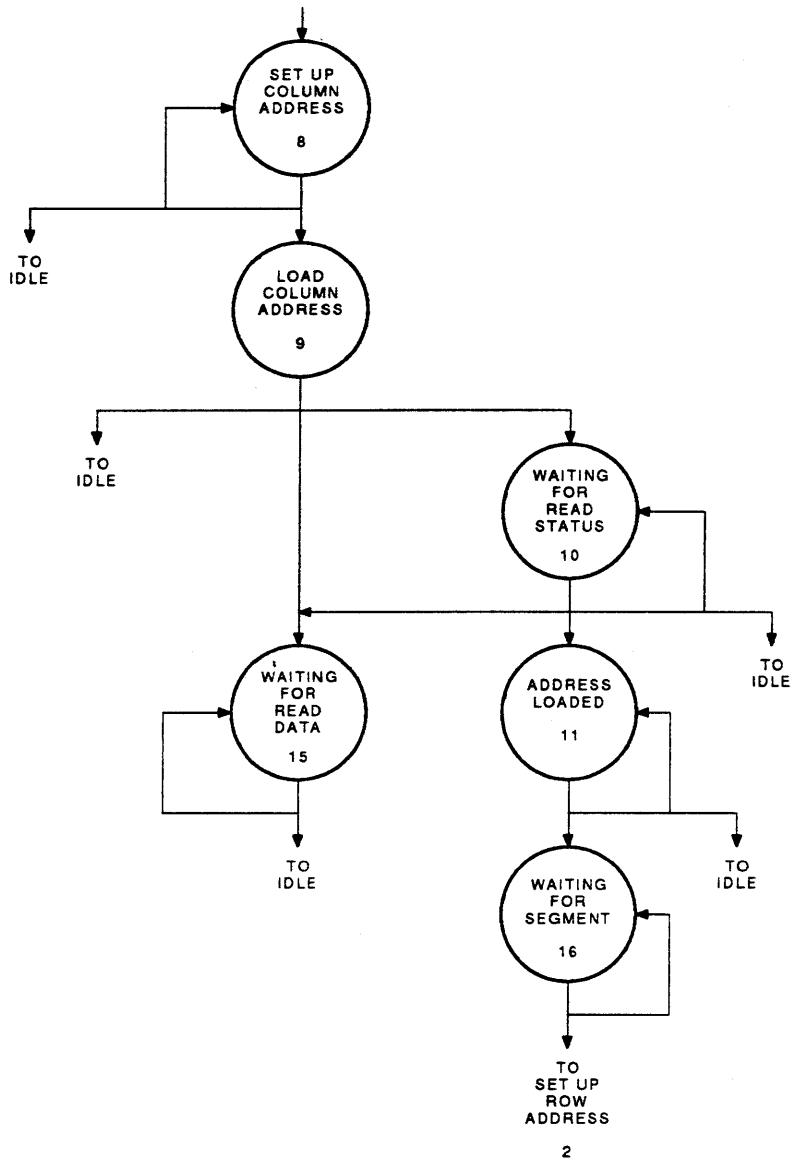 SET UP
COLUMN
ADDRESS
8
TO
IDLE
LOAD
COLUMN
ADDRESS
9
TO
IDLE
WAITING
FOR
READ
STATUS
10
TO
IDLE
WAITING
FOR
READ
DATA
15
ADDRESS
LOADED
11
TO
IDLE
TO
IDLE
WAITING
FOR
SEGMENT
16
TO
SET UP
ROW
ADDRESS
2